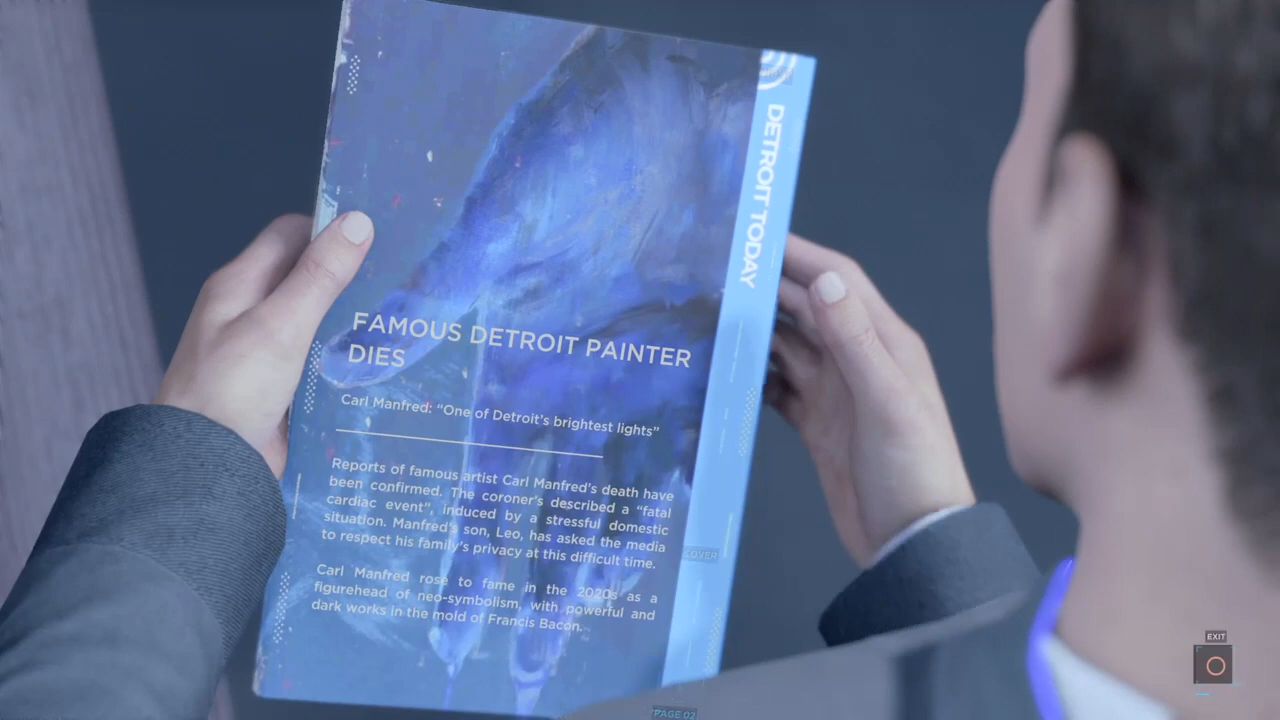 DETROIT TODAY
FAMOUS DETROIT PAINTER
DIES
Carl Manfred: “One of Detroit’s brightest lights”
Reports of famous artist Carl Manfred’s death have
been confirmed. The coroner’s described a “fatal
cardiac event”, induced by a stressful domestic
situation. Manfred’s son, Leo, has asked the media
to respect his family’s privacy at this difficult time.
Carl Manfred rose to fame in the 2020s as a
figurehead of neo-symbolism, with powerful and
dark works in the mold of Francis Bacon.
COVER
EXIT
PAGE 02